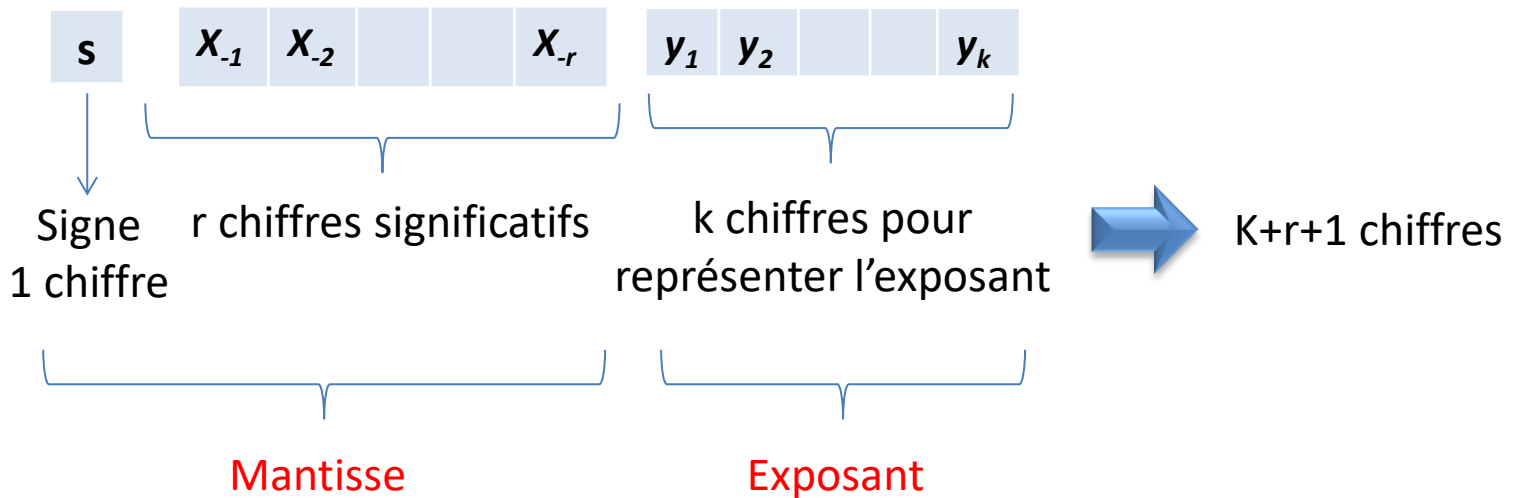 s X-1 X-2 X-r y1 y2 yk
Signe
1 chiffre
r chiffres significatifs
k chiffres pour
représenter l’exposant
K+r+1 chiffres
Mantisse Exposant